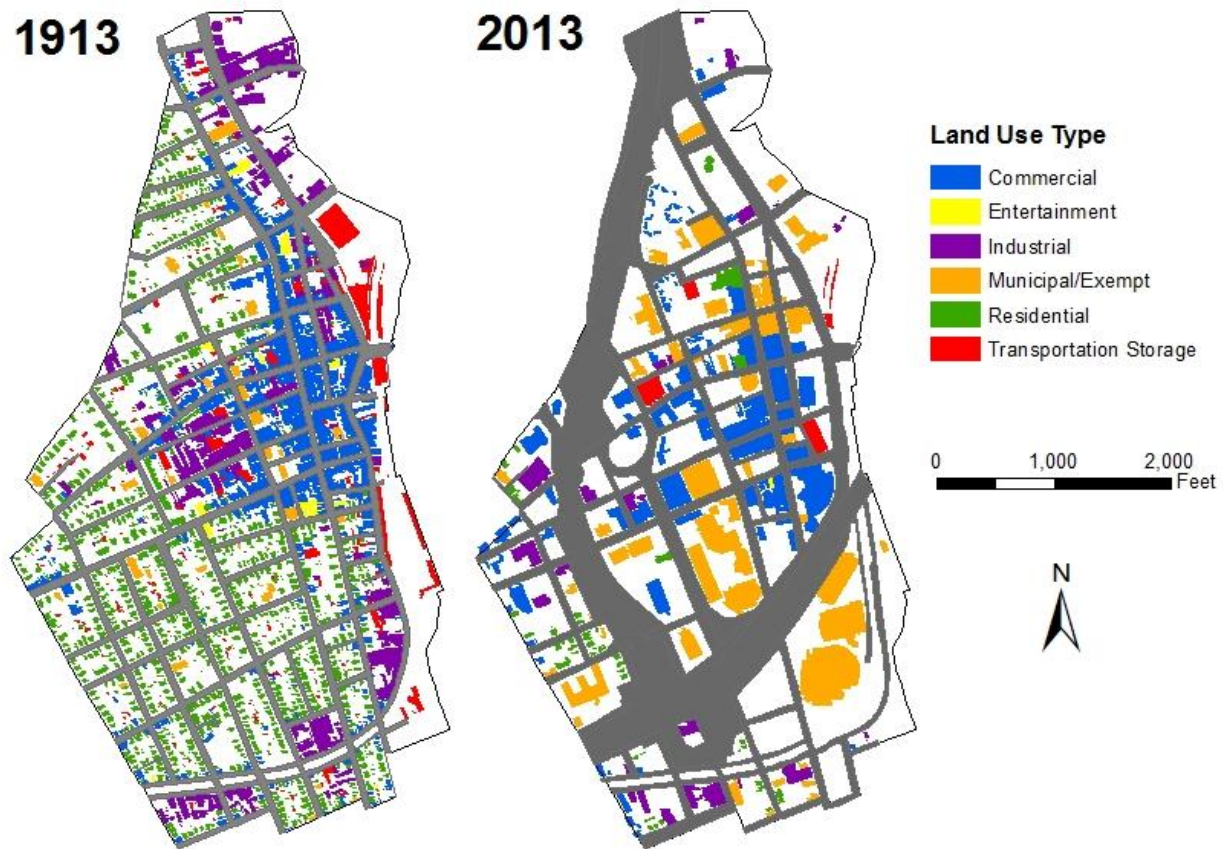 1913
2013
Land Use Type
Commercial
Entertainment
Industrial
Municipal/Exempt
Residential
Transportation Storage
0 1,000 2,000
Feet
N